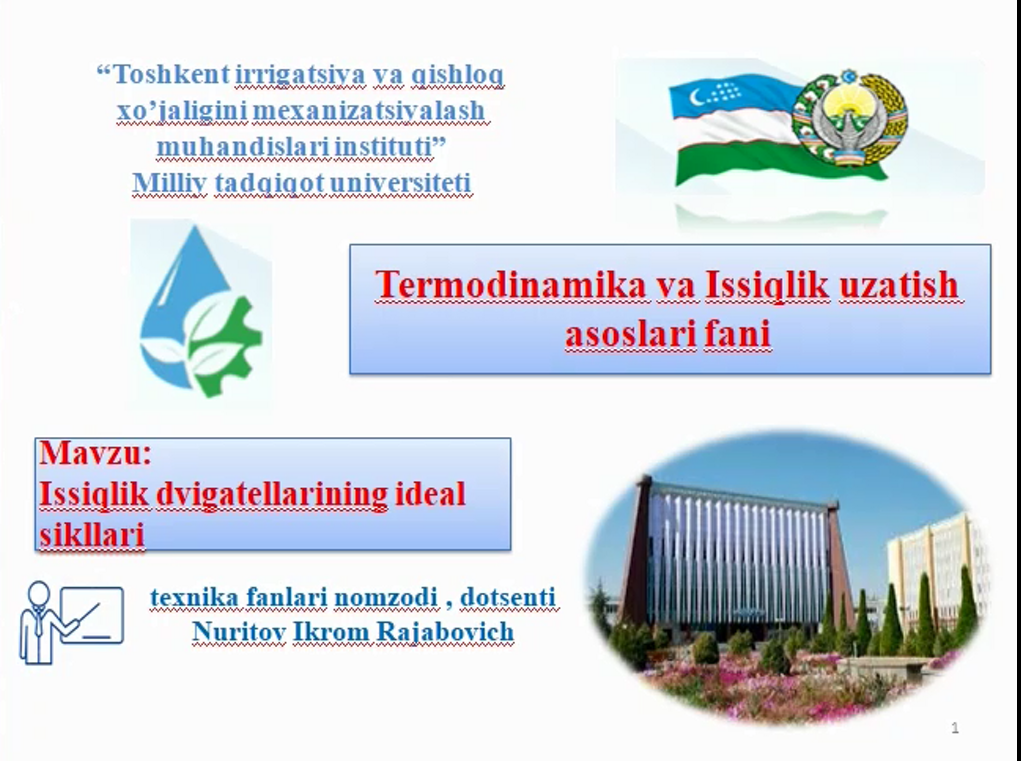 “Toshkent irrigatsiya va qishloq
xo’jaligini mexanizatsiyalash
muhandislari instituti”
Milliy tadqiqot universiteti
Termodinamika va Issiqlik uzatish
asoslari fani
Mavzu:
Issiqlik dvigatellarining ideal
sikllari
texnika fanlari nomzodi , dotsenti
Nuritov Ikrom Rajabovich
1